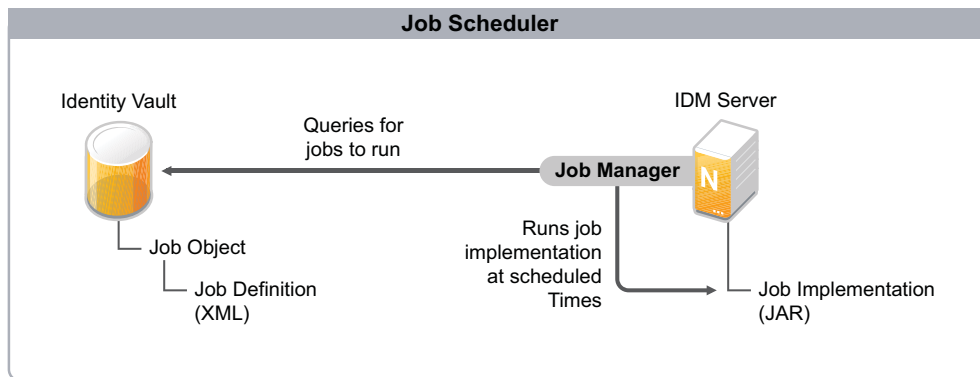 Job Scheduler
Identity Vault
IDM Server
Queries for
jobs to run
Job Manager
N
Runs job
implementation
at scheduled
Times
Job Object
Job Definition
(XML)
Job Implementation
(JAR)